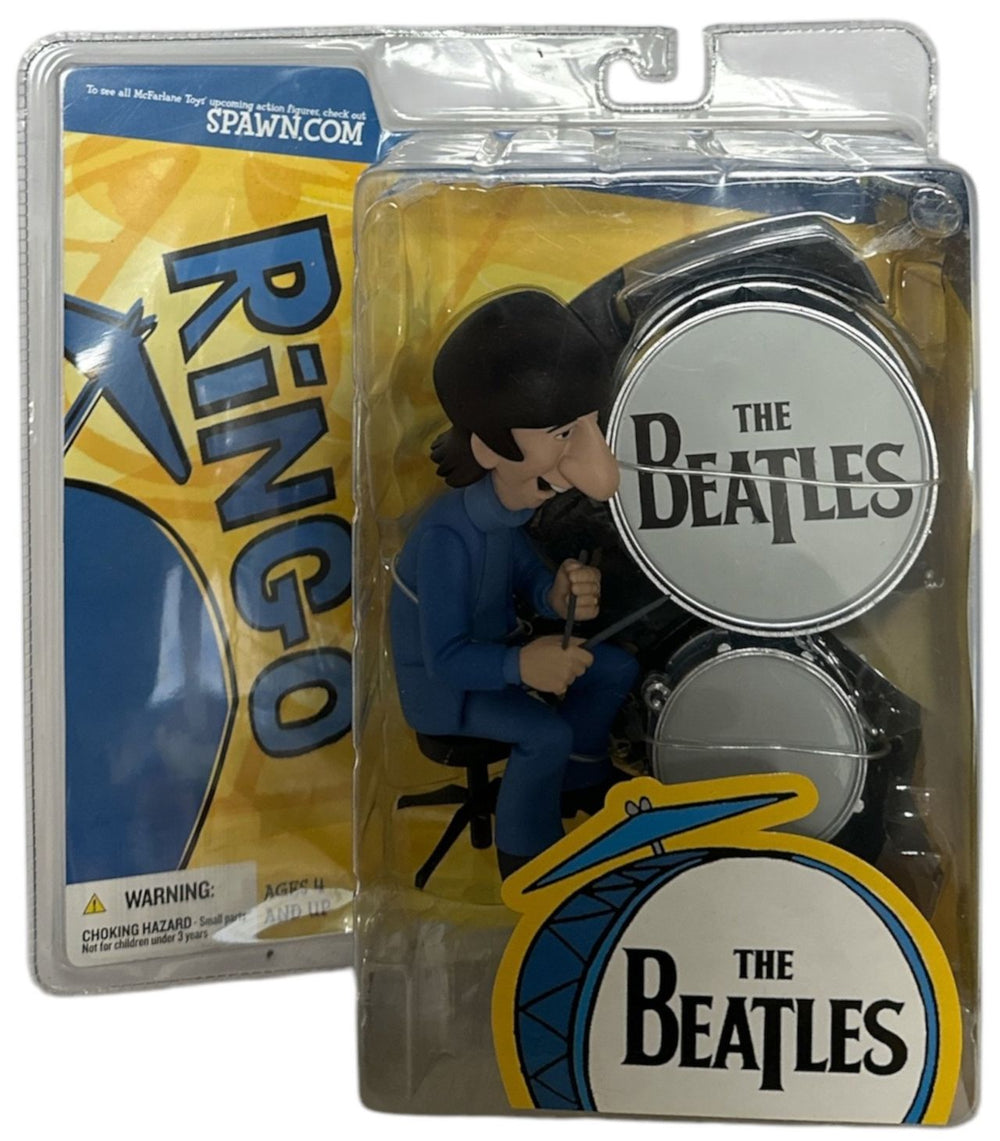 To see all McFarlane Toys' upcoming action figures, check out
SPAWN.COM
RiNGO
THE
BEATLES
WARNING:
CHOKING HAZARD - Small parts
Not for children under 3 years
AGES 4
AND UP
THE
BEATLES